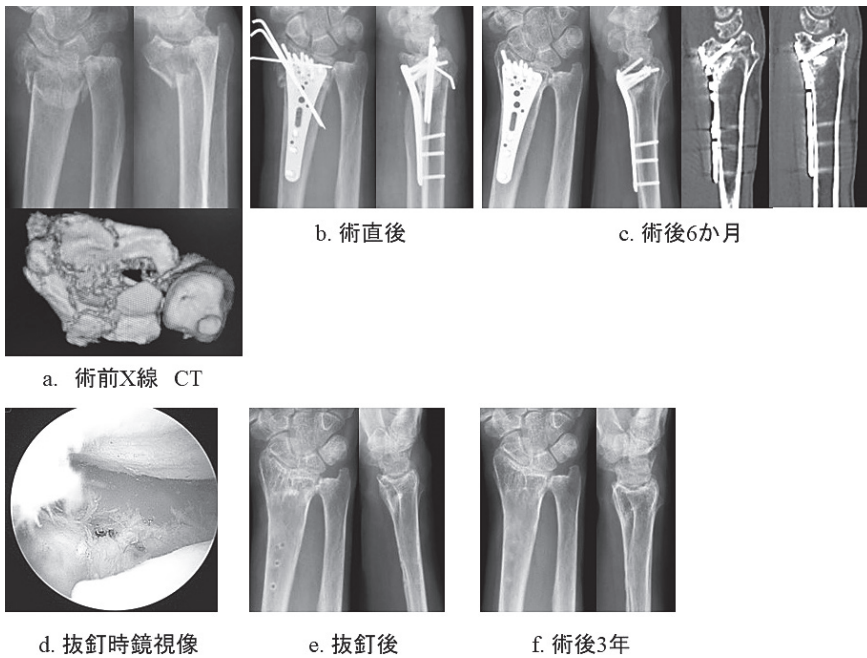 b. 術直後
c. 術後6か月
a. 術前X線 CT
d. 抜釘時鏡視像
e. 抜釘後
f. 術後3年